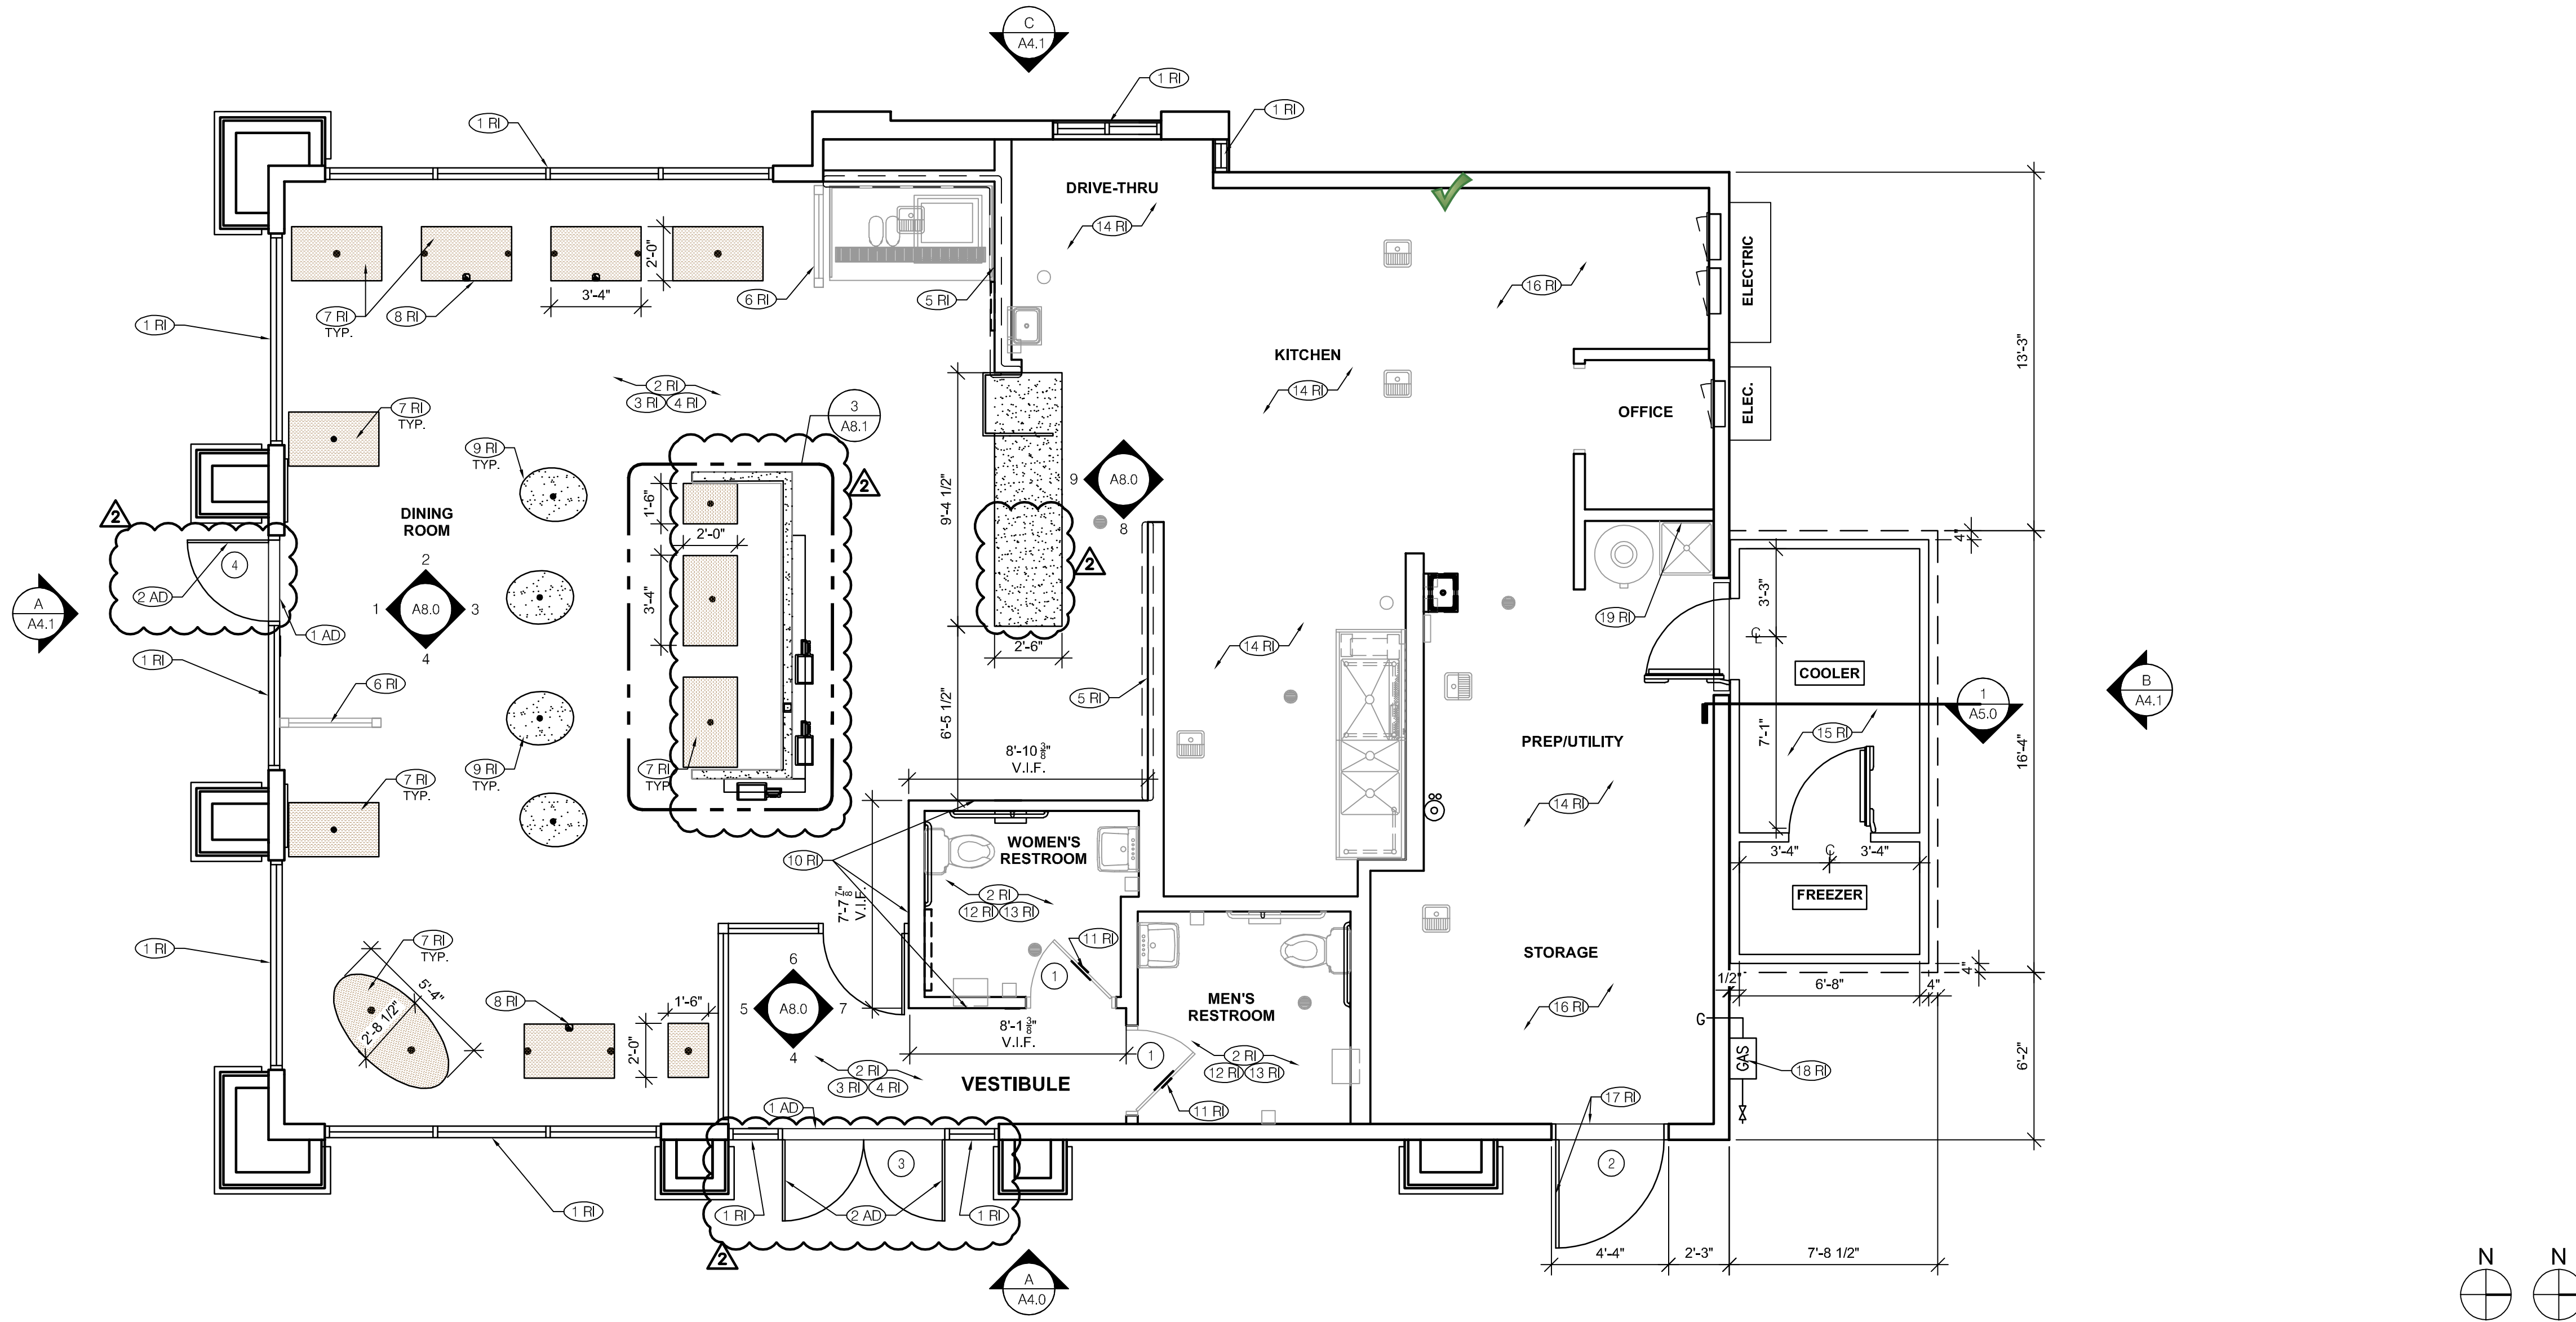 C
A4.1
1 RI
1 RI
1 RI
DRIVE-THRU
14 RI
2'-0"
3'-4"
7 RI
TYP.
8 RI
6 RI
5 RI
16 RI
ELECTRIC
1 RI
13'-3"
KITCHEN
14 RI
2 RI
3 RI 4 RI
3
A8.1
7 RI
TYP.
OFFICE
ELEC.
9 RI
TYP.
9 A8.0
8
1'-6"
2'-0"
2
9'-4 1/2"
DINING
ROOM
2
2
4
2 AD
1 AD
A
A4.1
2
1 A8.0 3
4
3'-4"
2
2'-6"
4"
3'-3"
19 RI
CL
14 RI
1 RI
6 RI
5 RI
COOLER
B
A4.1
1
A5.0
6'-5 1/2"
7'-1"
15 RI
16'-4"
PREP/UTILITY
8'-10 3/8"
V.I.F.
9 RI
TYP.
7 RI
TYP.
7 RI
TYP.
14 RI
WOMEN'S
RESTROOM
10 RI
3'-4" CL 3'-4"
FREEZER
2 RI
12 RI 13 RI
7'-7 7/8"
V.I.F.
11 RI
1
1 RI
7 RI
TYP.
5'-4"
2'-8 1/2"
8 RI
1'-6"
2'-0"
6
5 A8.0 7
4
STORAGE
4"
1/2"
6'-8"
4"
MEN'S
RESTROOM
16 RI
G
8'-1 3/8"
V.I.F.
1
2 RI
12 RI 13 RI
2 RI
3 RI 4 RI
VESTIBULE
GAS
18 RI
6'-2"
1 AD
11 RI
17 RI
3
2
1 RI
1 RI
2 AD
1 RI
2
4'-4"
2'-3"
7'-8 1/2"
A
A4.0
N
N